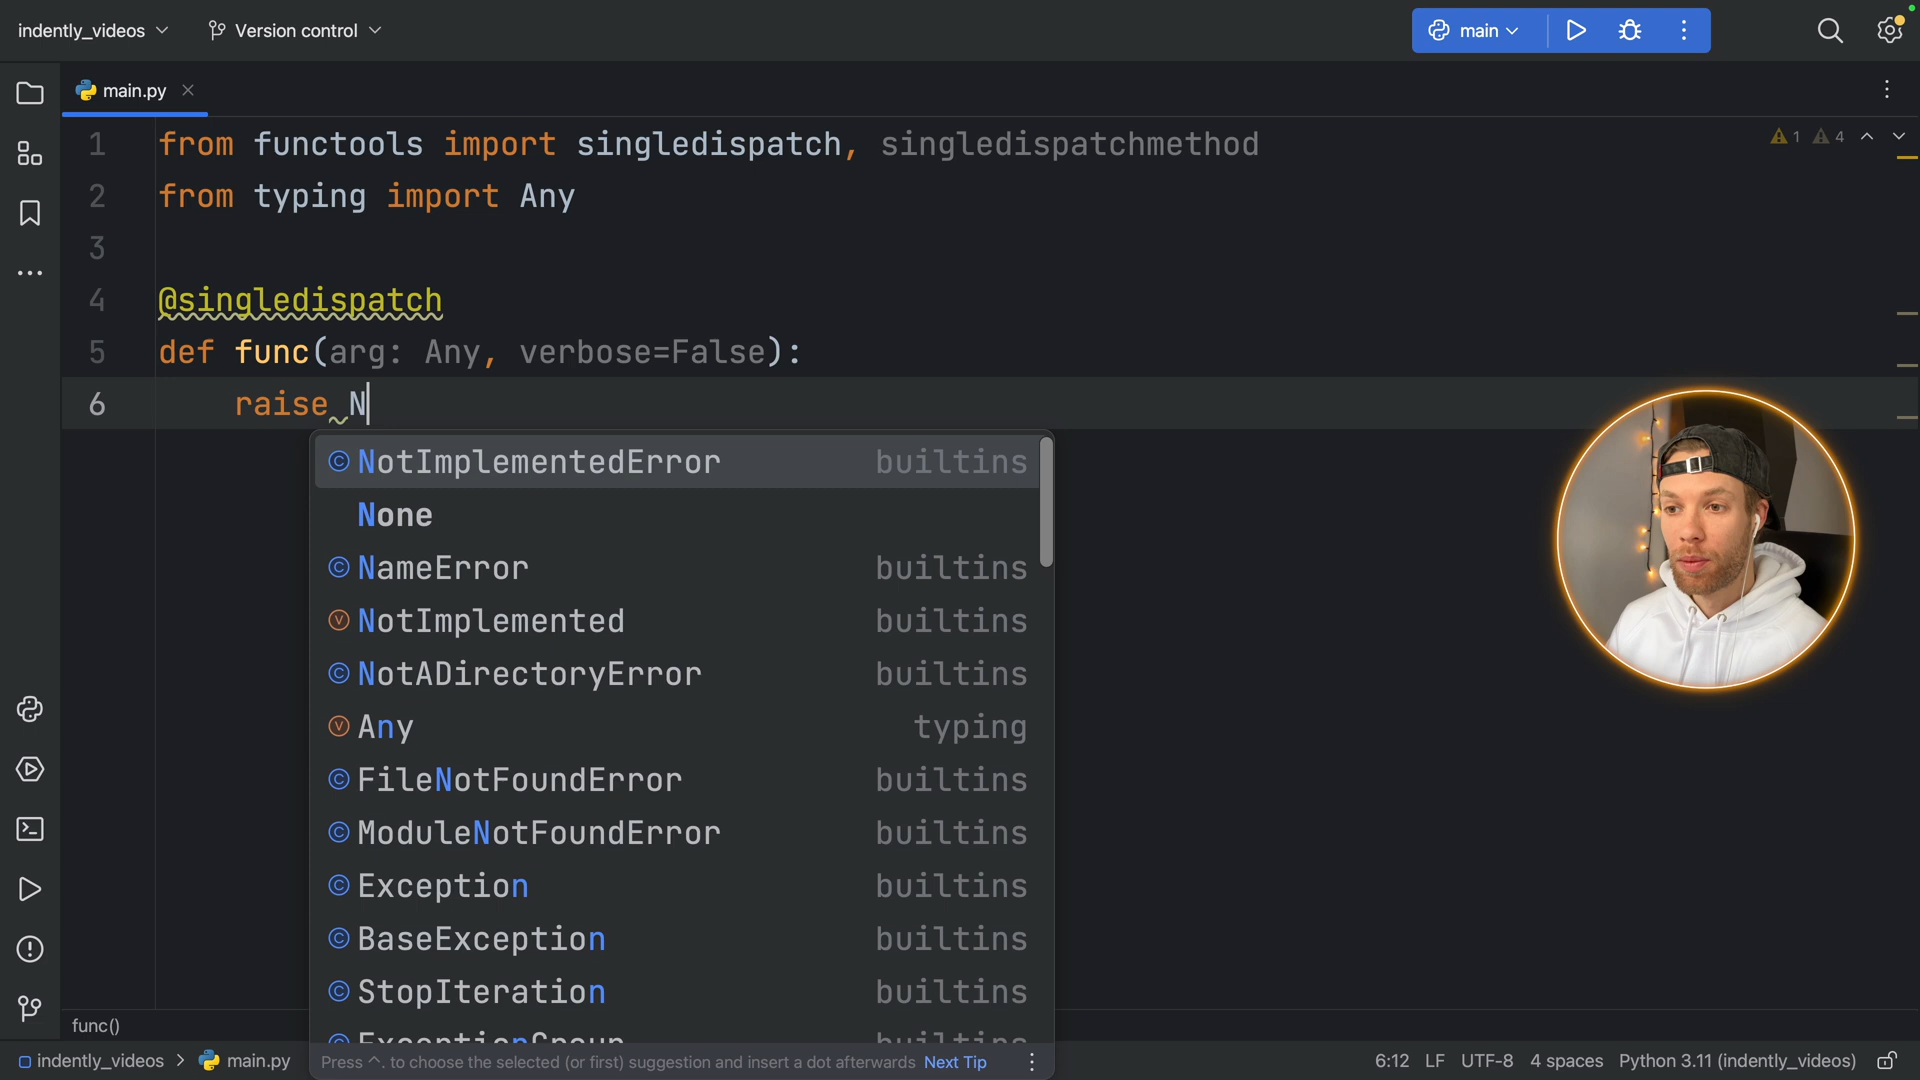 indently_videos
Version control
main
main.py
1 from functools import singledispatch, singledispatchmethod
1 4
2 from typing import Any
3
4 @singledispatch
5 def func(arg: Any, verbose=False):
6 raise N
NotImplementedError builtins
None
NameError builtins
NotImplemented builtins
NotADirectoryError builtins
Any typing
FileNotFoundError builtins
ModuleNotFoundError builtins
Exception builtins
BaseException builtins
StopIteration builtins
ExceptionGroup builtins
func()
Press ^. to choose the selected (or first) suggestion and insert a dot afterwards Next Tip
indently_videos > main.py
6:12 LF UTF-8 4 spaces Python 3.11 (indently_videos)